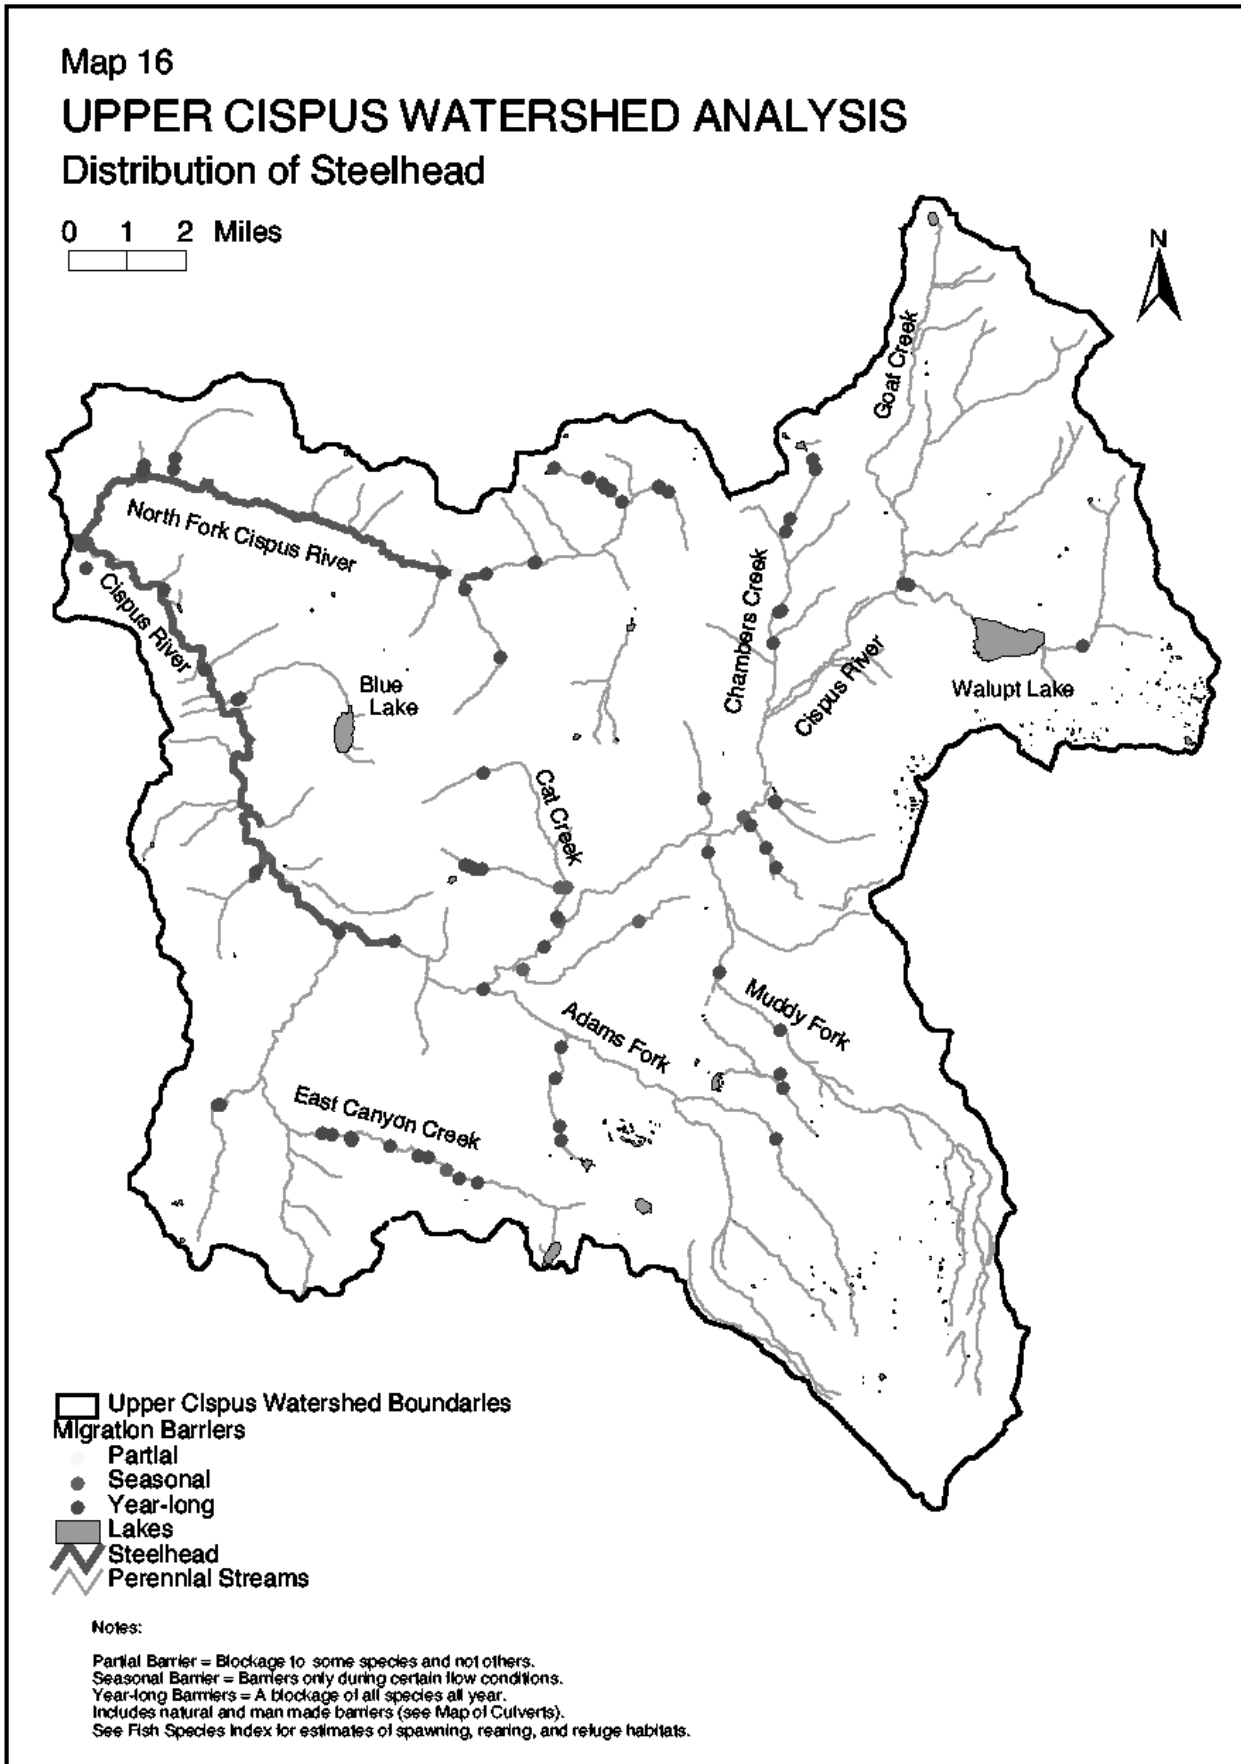 Map 16
UPPER CISPUS WATERSHED ANALYSIS
Distribution of Steelhead
0 1 2 Miles
N
Goat Creek
North Fork Cispus River
Cispus River
Chambers Creek
Cispus River
Blue
Lake
Walupt Lake
Cat Creek
Muddy Fork
Adams Fork
East Canyon Creek
Upper Cispus Watershed Boundaries
Migration Barriers
Partial
Seasonal
Year-long
Lakes
Steelhead
Perennial Streams
Notes:
Partial Barrier = Blockage to some species and not others.
Seasonal Barrier = Barriers only during certain flow conditions.
Year-long Barrriers = A blockage of all species all year.
Includes natural and man made barriers (see Map of Culverts).
See Fish Species Index for estimates of spawning, rearing, and refuge habitats.